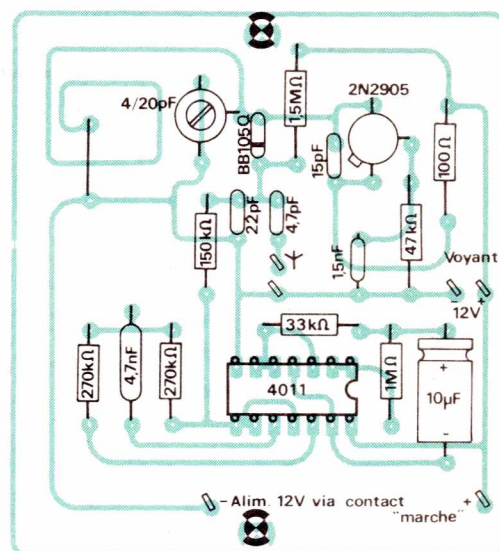 4/20pF
BB105G
1,5MΩ
2N2905
15pF
100Ω
150kΩ
22pF
4,7pF
1,5nF
47kΩ
Voyant
- 12V +
33kΩ
270kΩ
4,7nF
270kΩ
4011
1MΩ
+
10µF
-
- Alim. 12V via contact +
"marche"